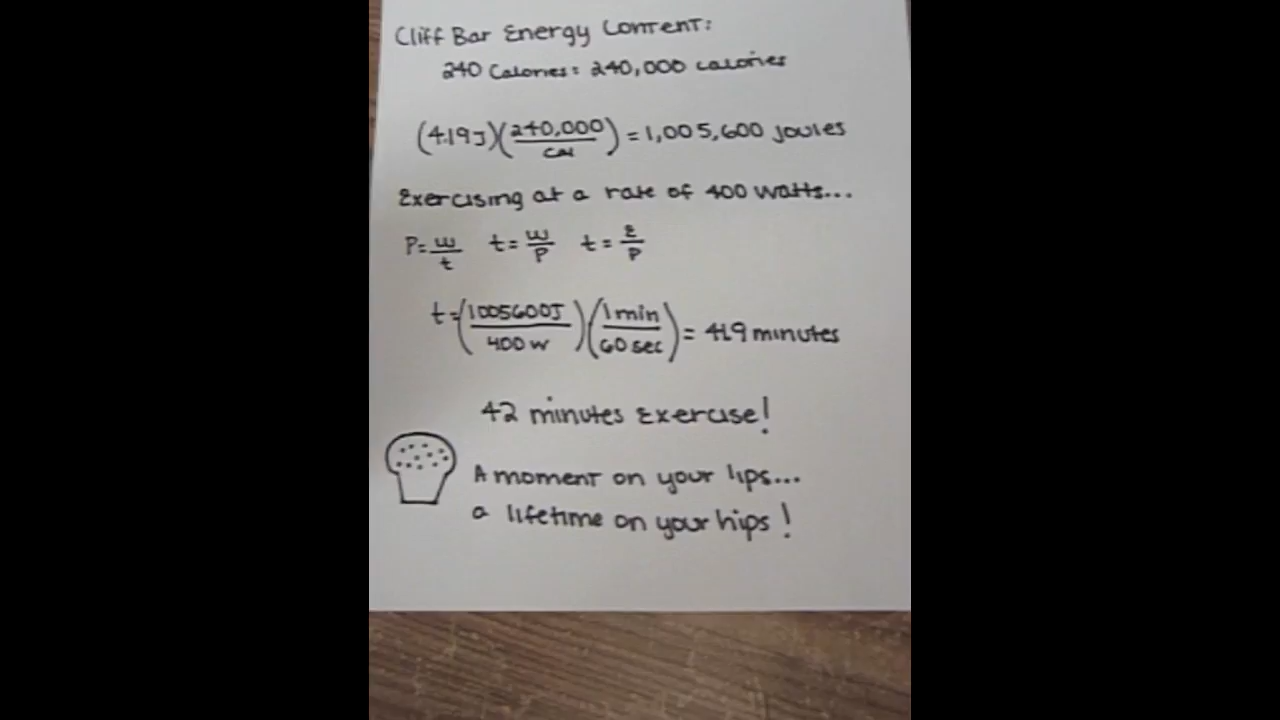 Cliff Bar Energy Content:
240 Calories = 240,000 calories
(4.19J)(240,000/cal) = 1,005,600 joules
Exercising at a rate of 400 watts...
P = w/t t = w/P t = E/P
t = (1005600J/400 w)(1 min/60 sec) = 41.9 minutes
42 minutes Exercise!
A moment on your lips...
a lifetime on your hips!